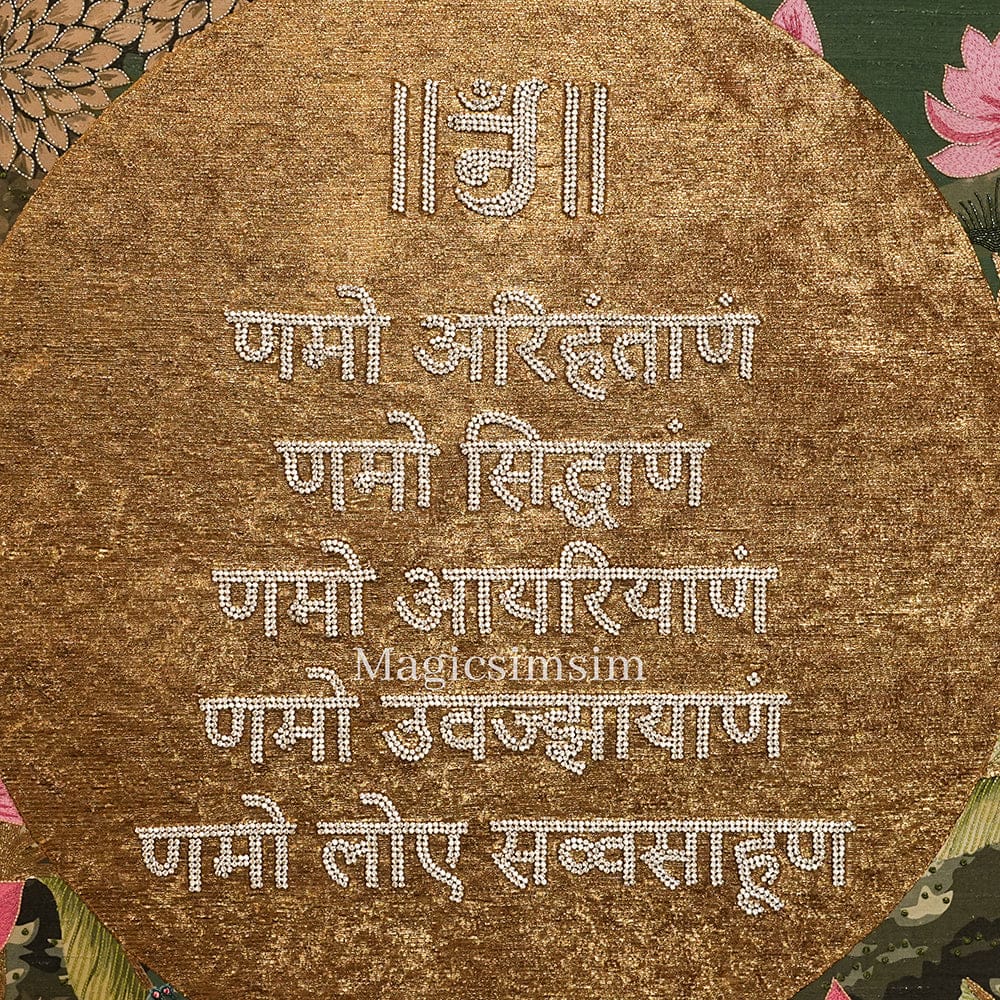 ॥ ॐ ॥
णमो अरिहंताणं
णमो सिद्धाणं
णमो आयरियाणं
Magicsimsim
णमो उवज्झायाणं
णमो लोए सव्वसाहूण